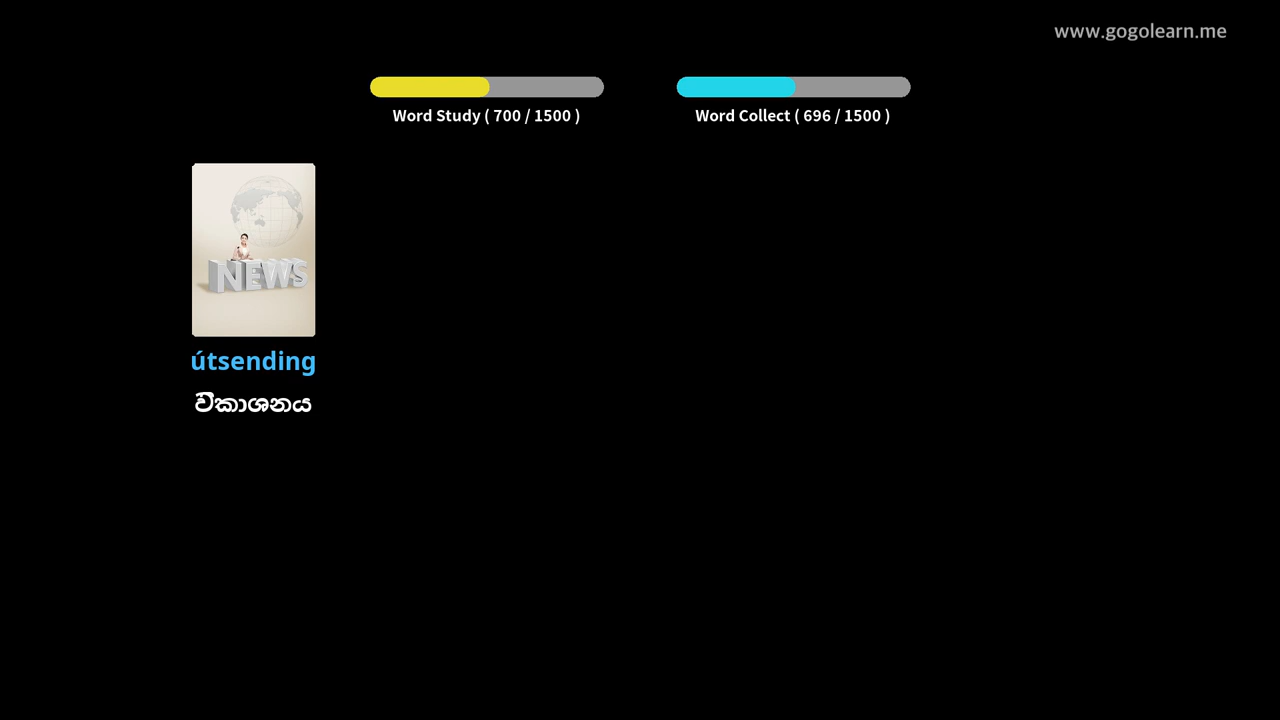 www.gogolearn.me
Word Study ( 700 / 1500 )
Word Collect ( 696 / 1500 )
NEWS
útsending
විකාශනය